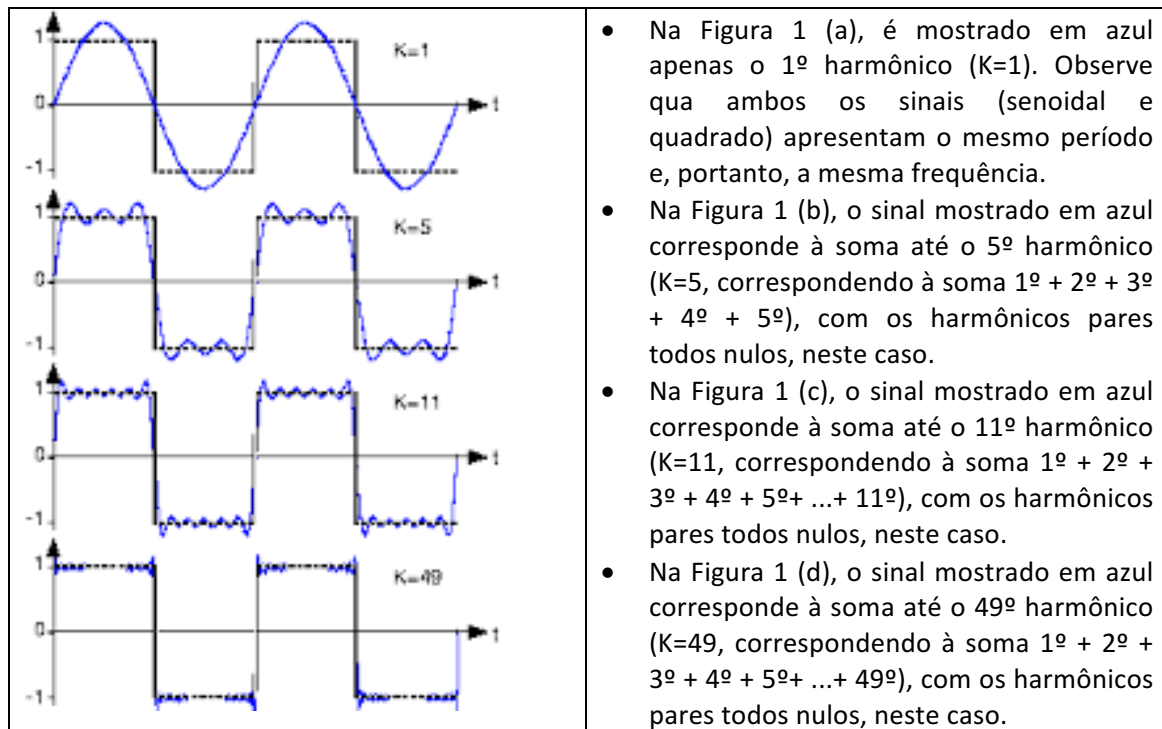 1
0
-1
K=1
t
1
0
-1
K=5
t
1
0
-1
K=11
t
1
0
-1
K=49
t
• Na Figura 1 (a), é mostrado em azul
apenas o 1º harmônico (K=1). Observe
qua ambos os sinais (senoidal e
quadrado) apresentam o mesmo período
e, portanto, a mesma frequência.
• Na Figura 1 (b), o sinal mostrado em azul
corresponde à soma até o 5º harmônico
(K=5, correspondendo à soma 1º + 2º + 3º
+ 4º + 5º), com os harmônicos pares
todos nulos, neste caso.
• Na Figura 1 (c), o sinal mostrado em azul
corresponde à soma até o 11º harmônico
(K=11, correspondendo à soma 1º + 2º +
3º + 4º + 5º+ ...+ 11º), com os harmônicos
pares todos nulos, neste caso.
• Na Figura 1 (d), o sinal mostrado em azul
corresponde à soma até o 49º harmônico
(K=49, correspondendo à soma 1º + 2º +
3º + 4º + 5º+ ...+ 49º), com os harmônicos
pares todos nulos, neste caso.